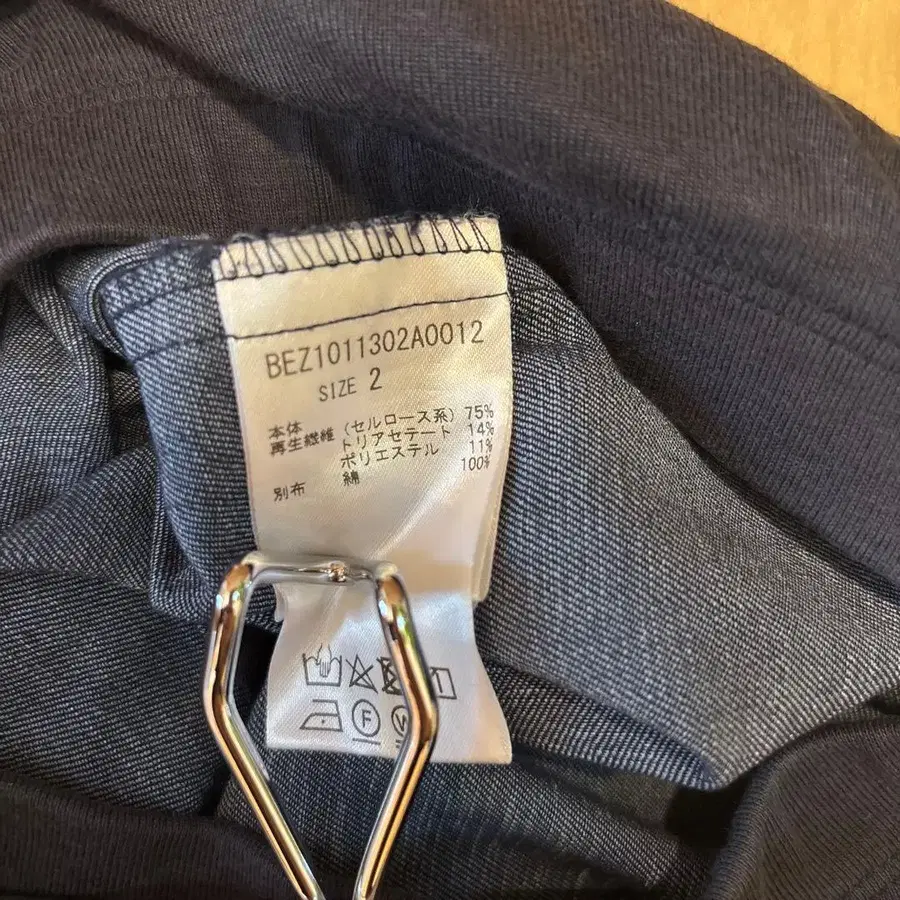 BEZ1011302A0012
SIZE 2
本体
再生繊維 (セルロース系) 75%
トリアセテート 14%
ポリエステル 11%
別布 綿 100%
F
W